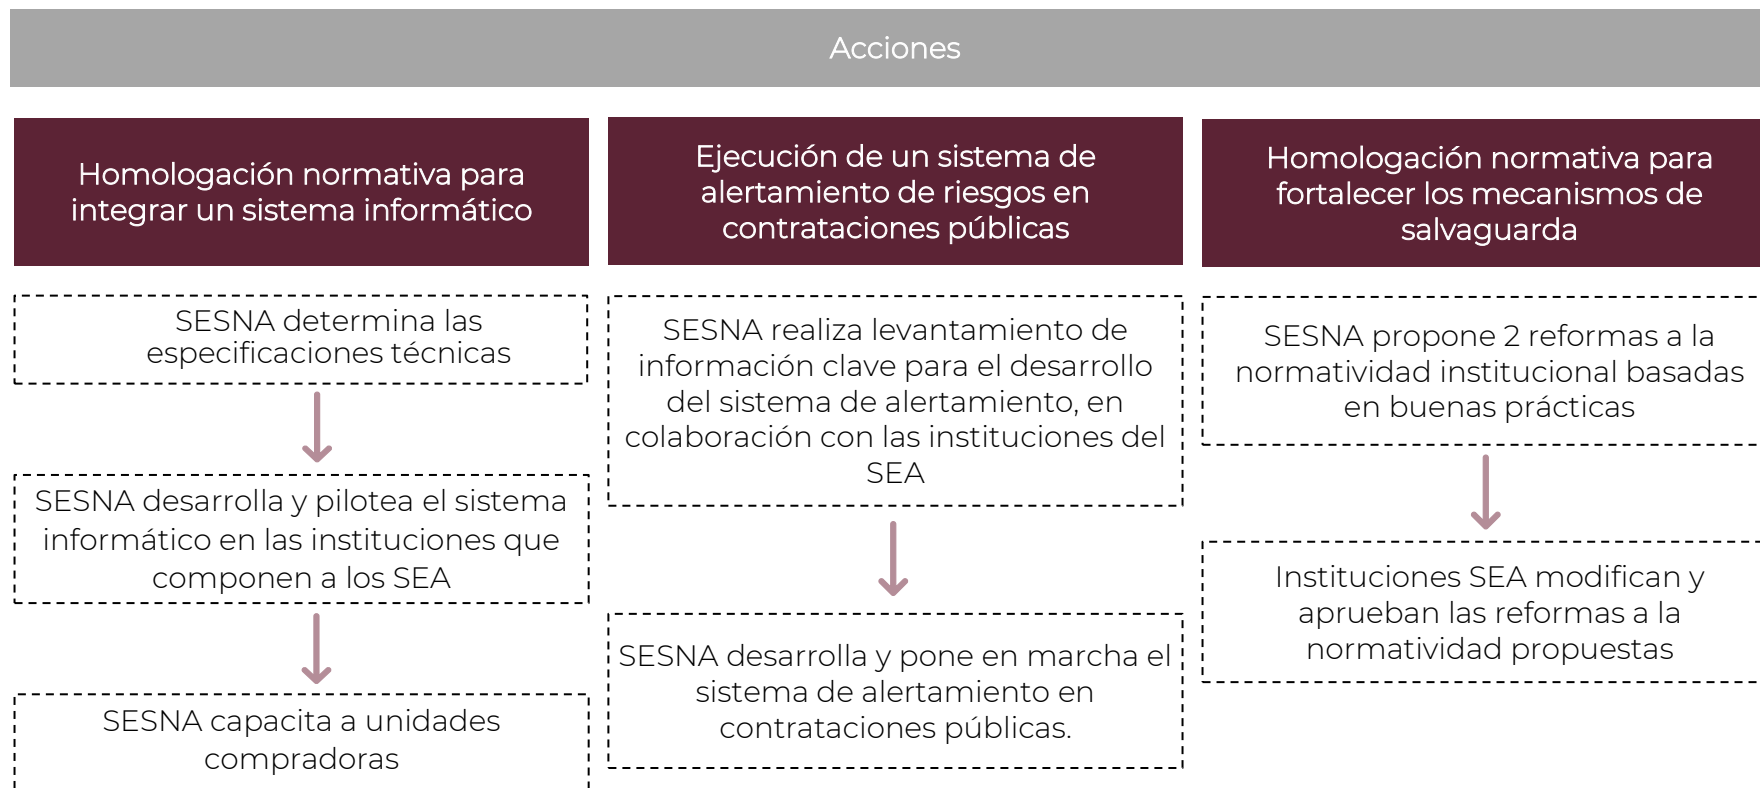 Acciones
Homologación normativa para
integrar un sistema informático
SESNA determina las
especificaciones técnicas
SESNA desarrolla y pilotea el sistema
informático en las instituciones que
componen a los SEA
SESNA capacita a unidades
compradoras
Ejecución de un sistema de
alertamiento de riesgos en
contrataciones públicas
SESNA realiza levantamiento de
información clave para el desarrollo
del sistema de alertamiento, en
colaboración con las instituciones del
SEA
SESNA desarrolla y pone en marcha el
sistema de alertamiento en
contrataciones públicas.
Homologación normativa para
fortalecer los mecanismos de
salvaguarda
SESNA propone 2 reformas a la
normatividad institucional basadas
en buenas prácticas
Instituciones SEA modifican y
aprueban las reformas a la
normatividad propuestas